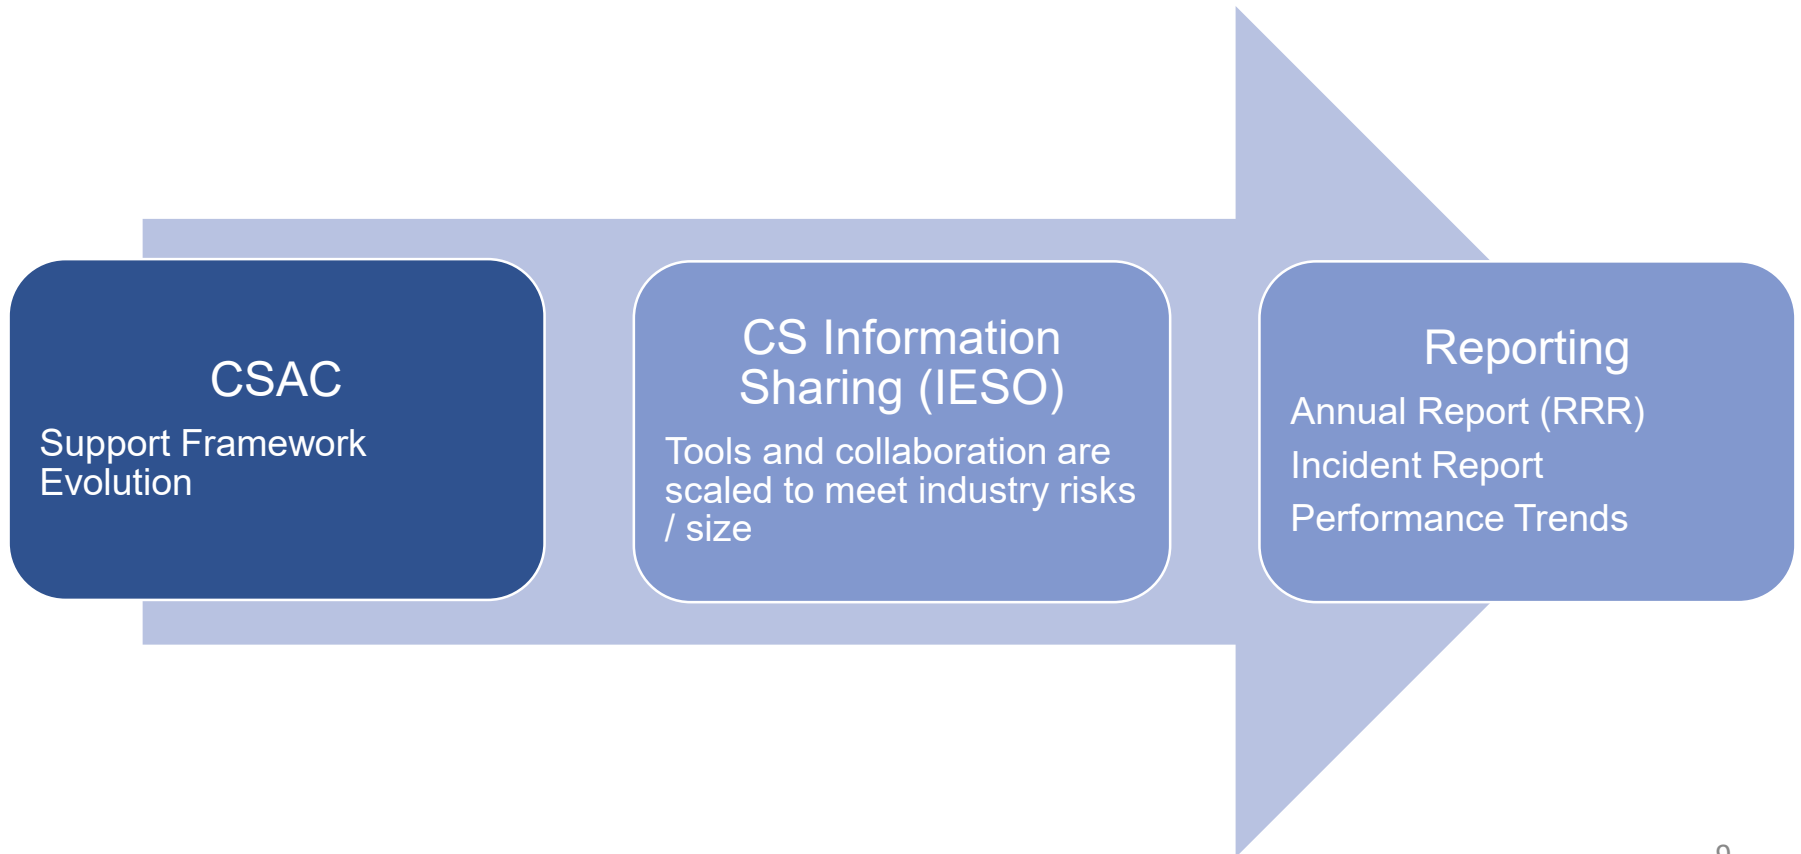 CSAC
Support Framework
Evolution
CS Information
Sharing (IESO)
Tools and collaboration are
scaled to meet industry risks
/ size
Reporting
Annual Report (RRR)
Incident Report
Performance Trends